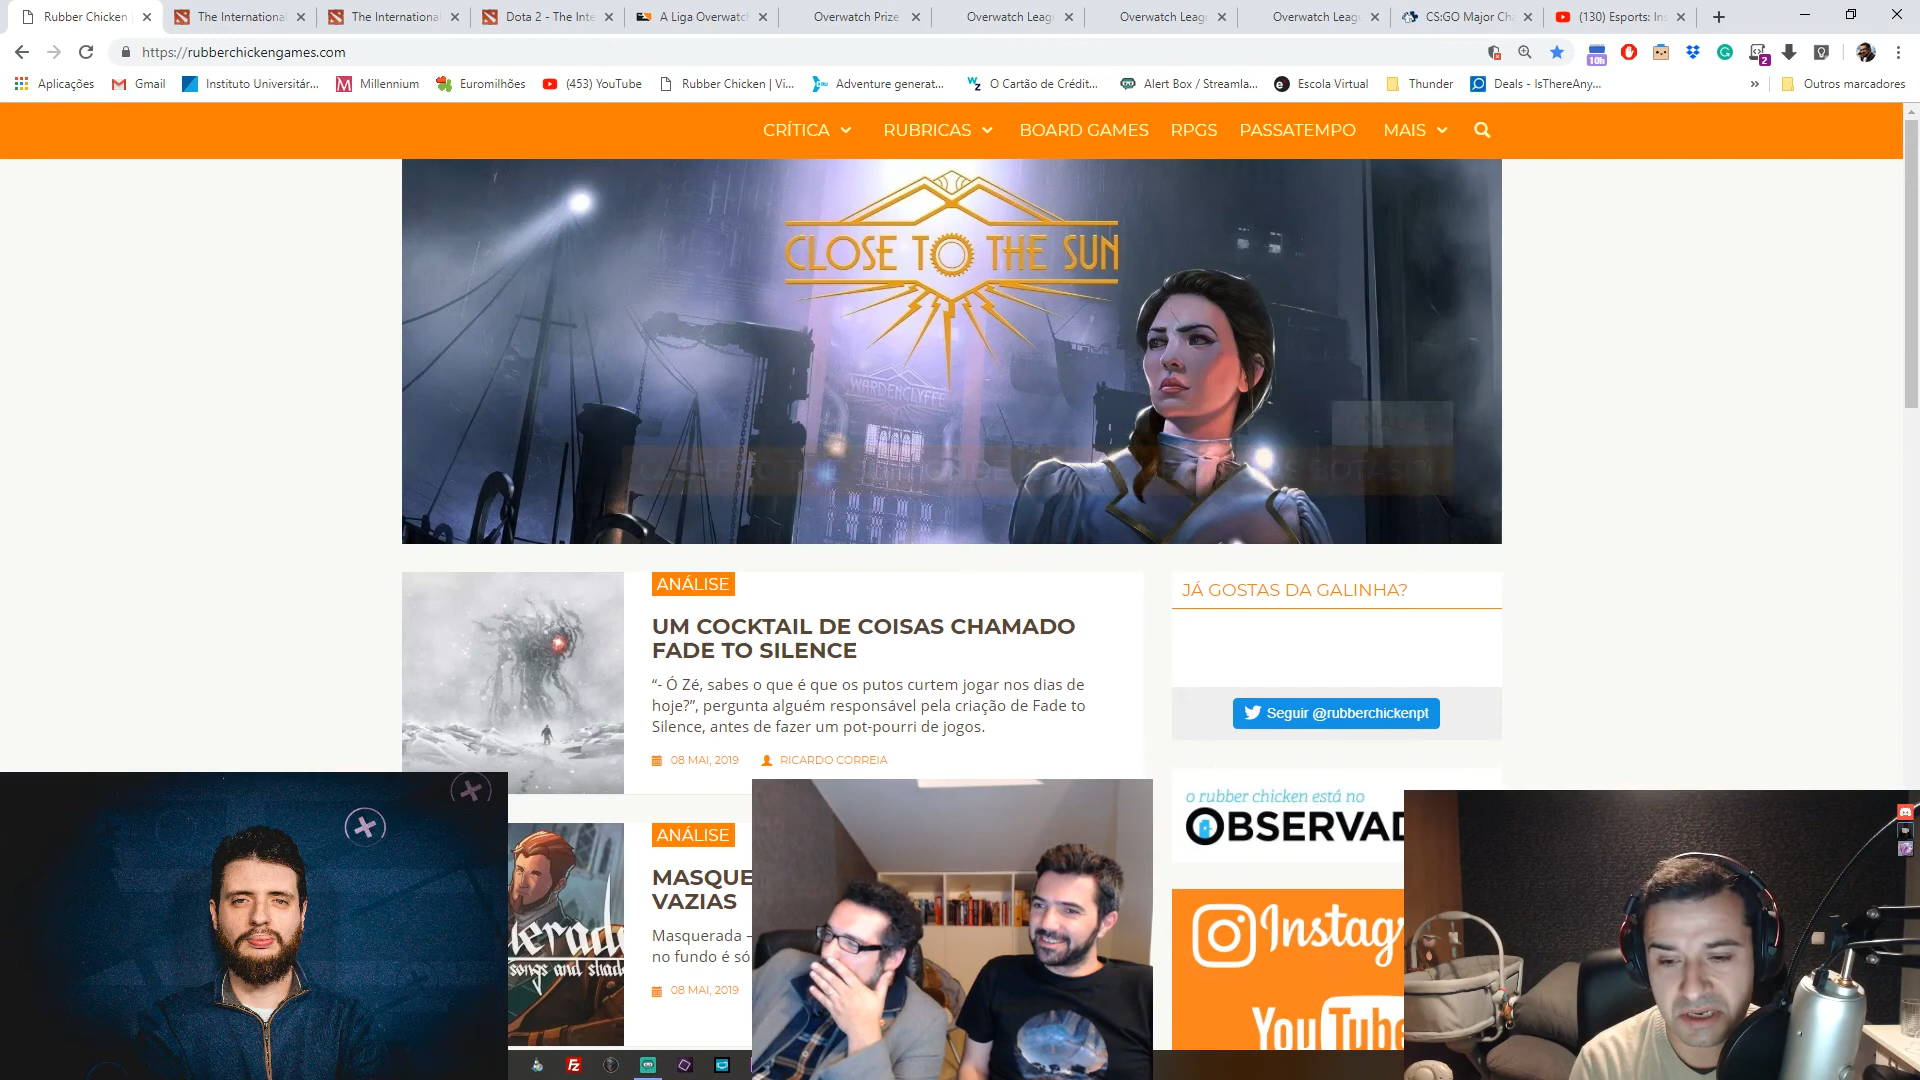 Rubber Chicken
The Internationa
The Internationa
Dota 2 - The Inte
A Liga Overwatch
Overwatch Prize
Overwatch Leag
Overwatch Leag
Overwatch Leag
CS:GO Major Ch
(130) Esports: In
https://rubberchickengames.com
10h
2
Aplicações
Gmail
Instituto Universitár...
Millennium
Euromilhões
(453) YouTube
Rubber Chicken | Vi...
Adventure generat...
O Cartão de Crédit...
Alert Box / Streamla...
Escola Virtual
Thunder
Deals - IsThereAny...
»
Outros marcadores
CRÍTICA
RUBRICAS
BOARD GAMES
RPGS
PASSATEMPO
MAIS
CLOSE TO THE SUN
WARDENCLYFFE
ANÁLISE
UM COCKTAIL DE COISAS CHAMADO
FADE TO SILENCE
“- Ó Zé, sabes o que é que os putos curtem jogar nos dias de
hoje?”, pergunta alguém responsável pela criação de Fade to
Silence, antes de fazer um pot-pourri de jogos.
08 MAI, 2019
RICARDO CORREIA
JÁ GOSTAS DA GALINHA?
Seguir @rubberchickenpt
o rubber chicken está no
OBSERVAD
ANÁLISE
MASQUE
VAZIAS
Masquerada –
no fundo é só
08 MAI, 2019
erad
songs and shad
Instag
YouTube